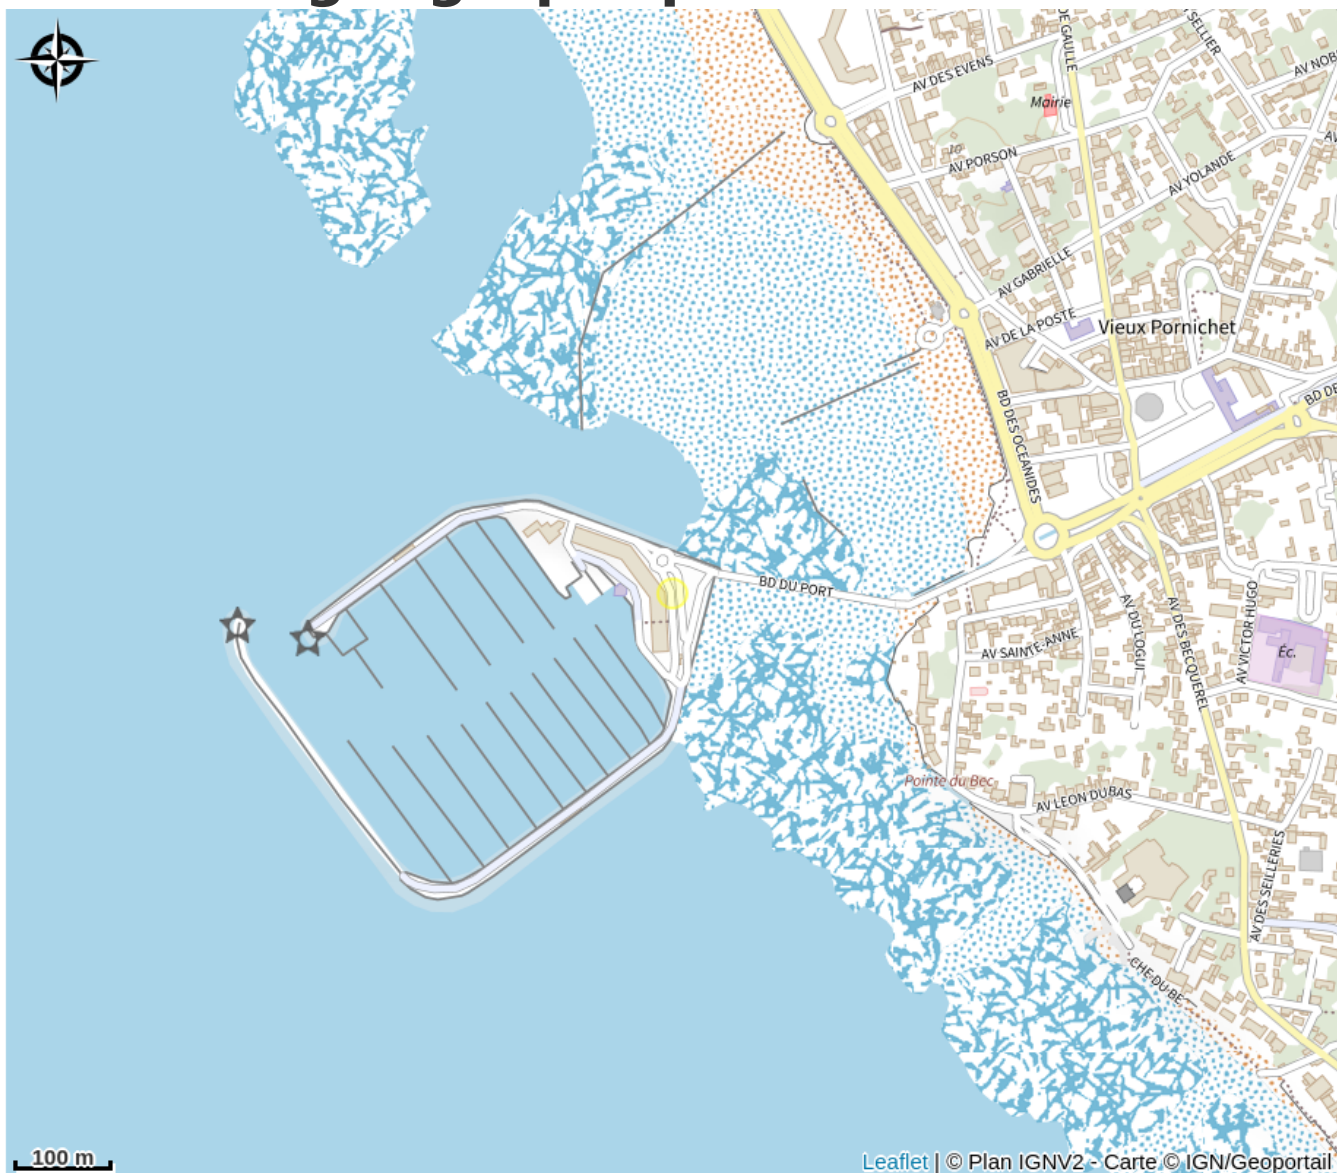 DE GAULLE
SELLIER
AV DES EVENS
AV NOB
Mairie
AV PORSON
AV YOLANDE
AV GABRIELLE
AV DE LA POSTE
Vieux Pornichet
BD DES OCEANIDES
BD DE
BD DU PORT
AV DU LOGUI
AV DES BECQUEREL
AV VICTOR HUGO
AV SAINTE-ANNE
Éc.
Pointe du Bec
AV LEON DUBAS
AV DES SEILLERIES
CHE DU BE
100 m
Leaflet | © Plan IGNV2 - Carte © IGN/Geoportail